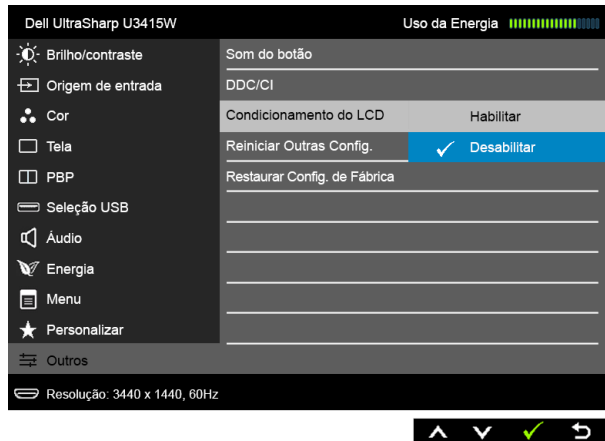 Dell UltraSharp U3415W Uso da Energia
Brilho/contraste Som do botão
Origem de entrada DDC/CI
Cor Condicionamento do LCD Habilitar
Tela Reiniciar Outras Config. Desabilitar
PBP Restaurar Config. de Fábrica
Seleção USB
Áudio
Energia
Menu
Personalizar
Outros
Resolução: 3440 x 1440, 60Hz